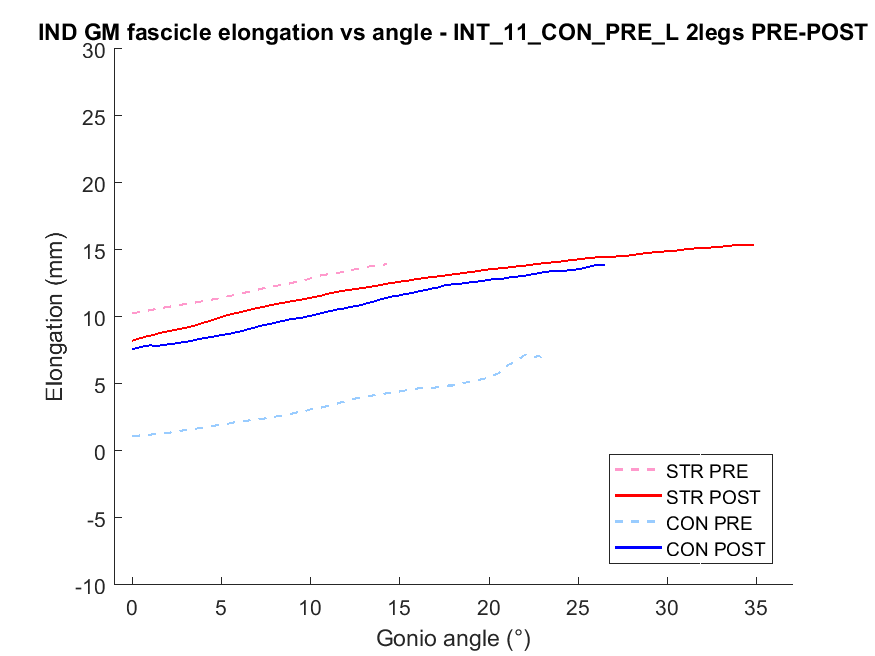 IND GM fascicle elongation vs angle - INT_11_CON_PRE_L 2legs PRE-POST
30
25
20
15
10
5
0
-5
-10
Elongation (mm)
0 5 10 15 20 25 30 35
Gonio angle (°)
STR PRE
STR POST
CON PRE
CON POST